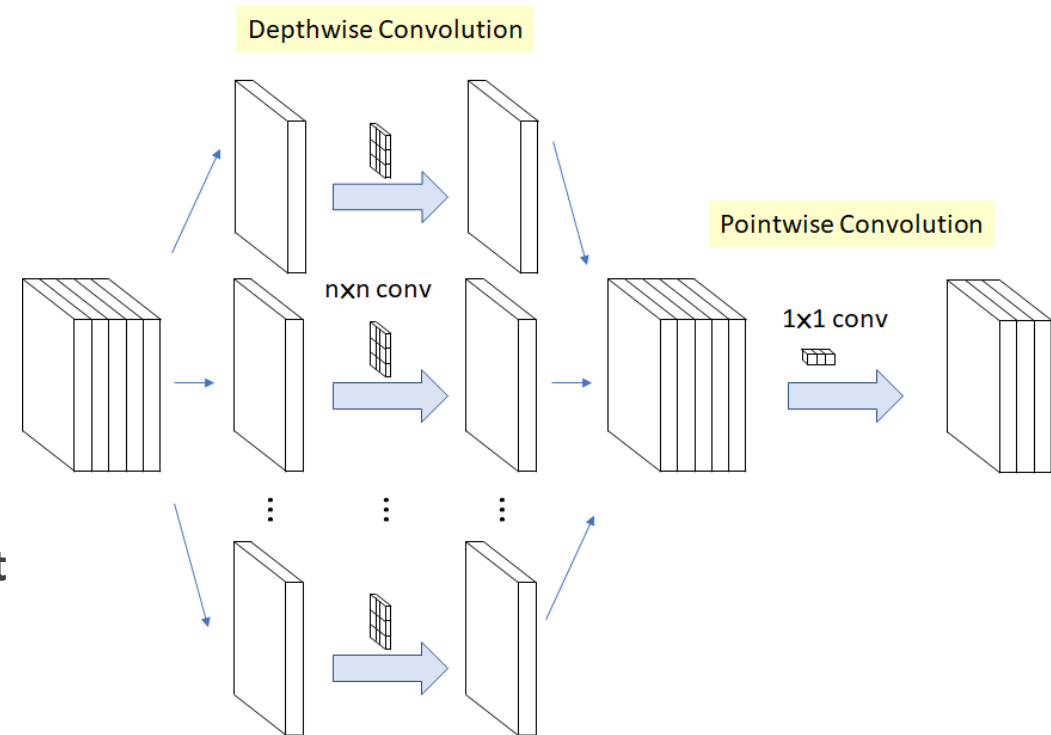 Depthwise Convolution
Pointwise Convolution
nxn conv
1x1 conv
t